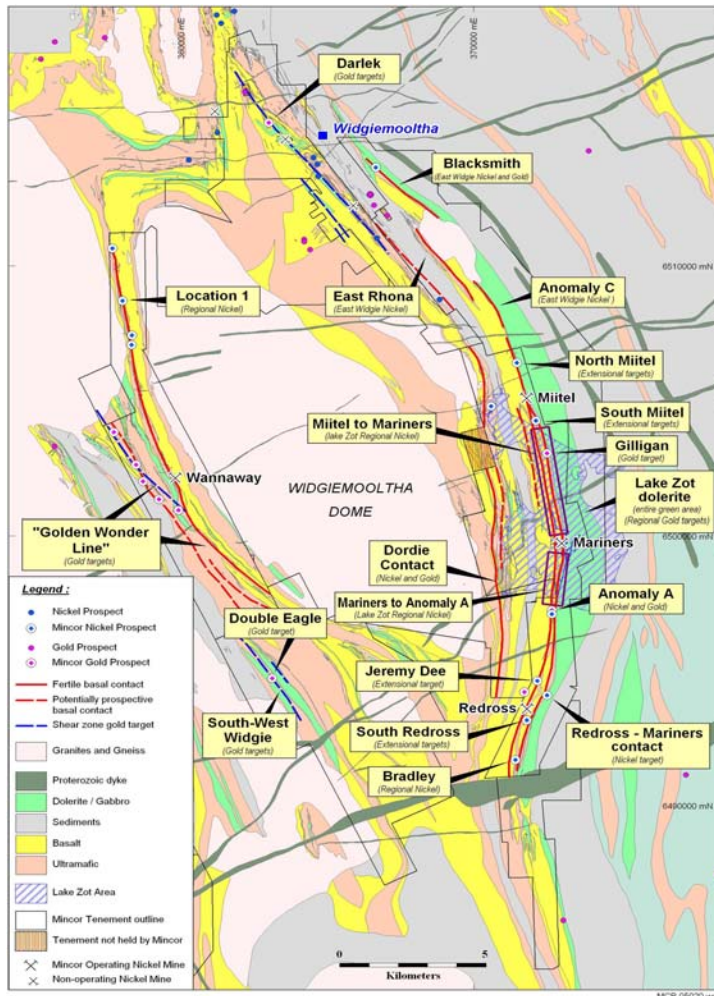 360000 mE
370000 mE
Darlek
(Gold targets)
Widgiemooltha
Blacksmith
(East Widgie Nickel and Gold)
6510000 mN
Location 1
(Regional Nickel)
East Rhona
(East Widgie Nickel)
Anomaly C
(East Widgie Nickel )
North Miitel
(Extensional targets)
Miitel
Miitel to Mariners
(lake Zot Regional Nickel)
South Miitel
(Extensional targets)
Gilligan
(Gold target)
Wannaway
WIDGIEMOOLTHA
DOME
Lake Zot
dolerite
(entire green area)
(Regional Gold targets)
"Golden Wonder
Line"
(Gold targets)
6500000 mN
Mariners
Dordie
Contact
(Nickel and Gold)
Mariners to Anomaly A
(Lake Zot Regional Nickel)
Anomaly A
(Nickel and Gold)
Double Eagle
(Gold target)
Jeremy Dee
(Extensional target)
Redross
South-West
Widgie
(Gold targets)
South Redross
(Extensional targets)
Redross - Mariners
contact
(Nickel target)
Bradley
(Regional Nickel)
6490000 mN
Legend :
Nickel Prospect
Mincor Nickel Prospect
Gold Prospect
Mincor Gold Prospect
Fertile basal contact
Potentially prospective
basal contact
Shear zone gold target
Granites and Gneiss
Proterozoic dyke
Dolerite / Gabbro
Sediments
Basalt
Ultramafic
Lake Zot Area
Mincor Tenement outline
Tenement not held by Mincor
Mincor Operating Nickel Mine
Non-operating Nickel Mine
0 5
Kilometers